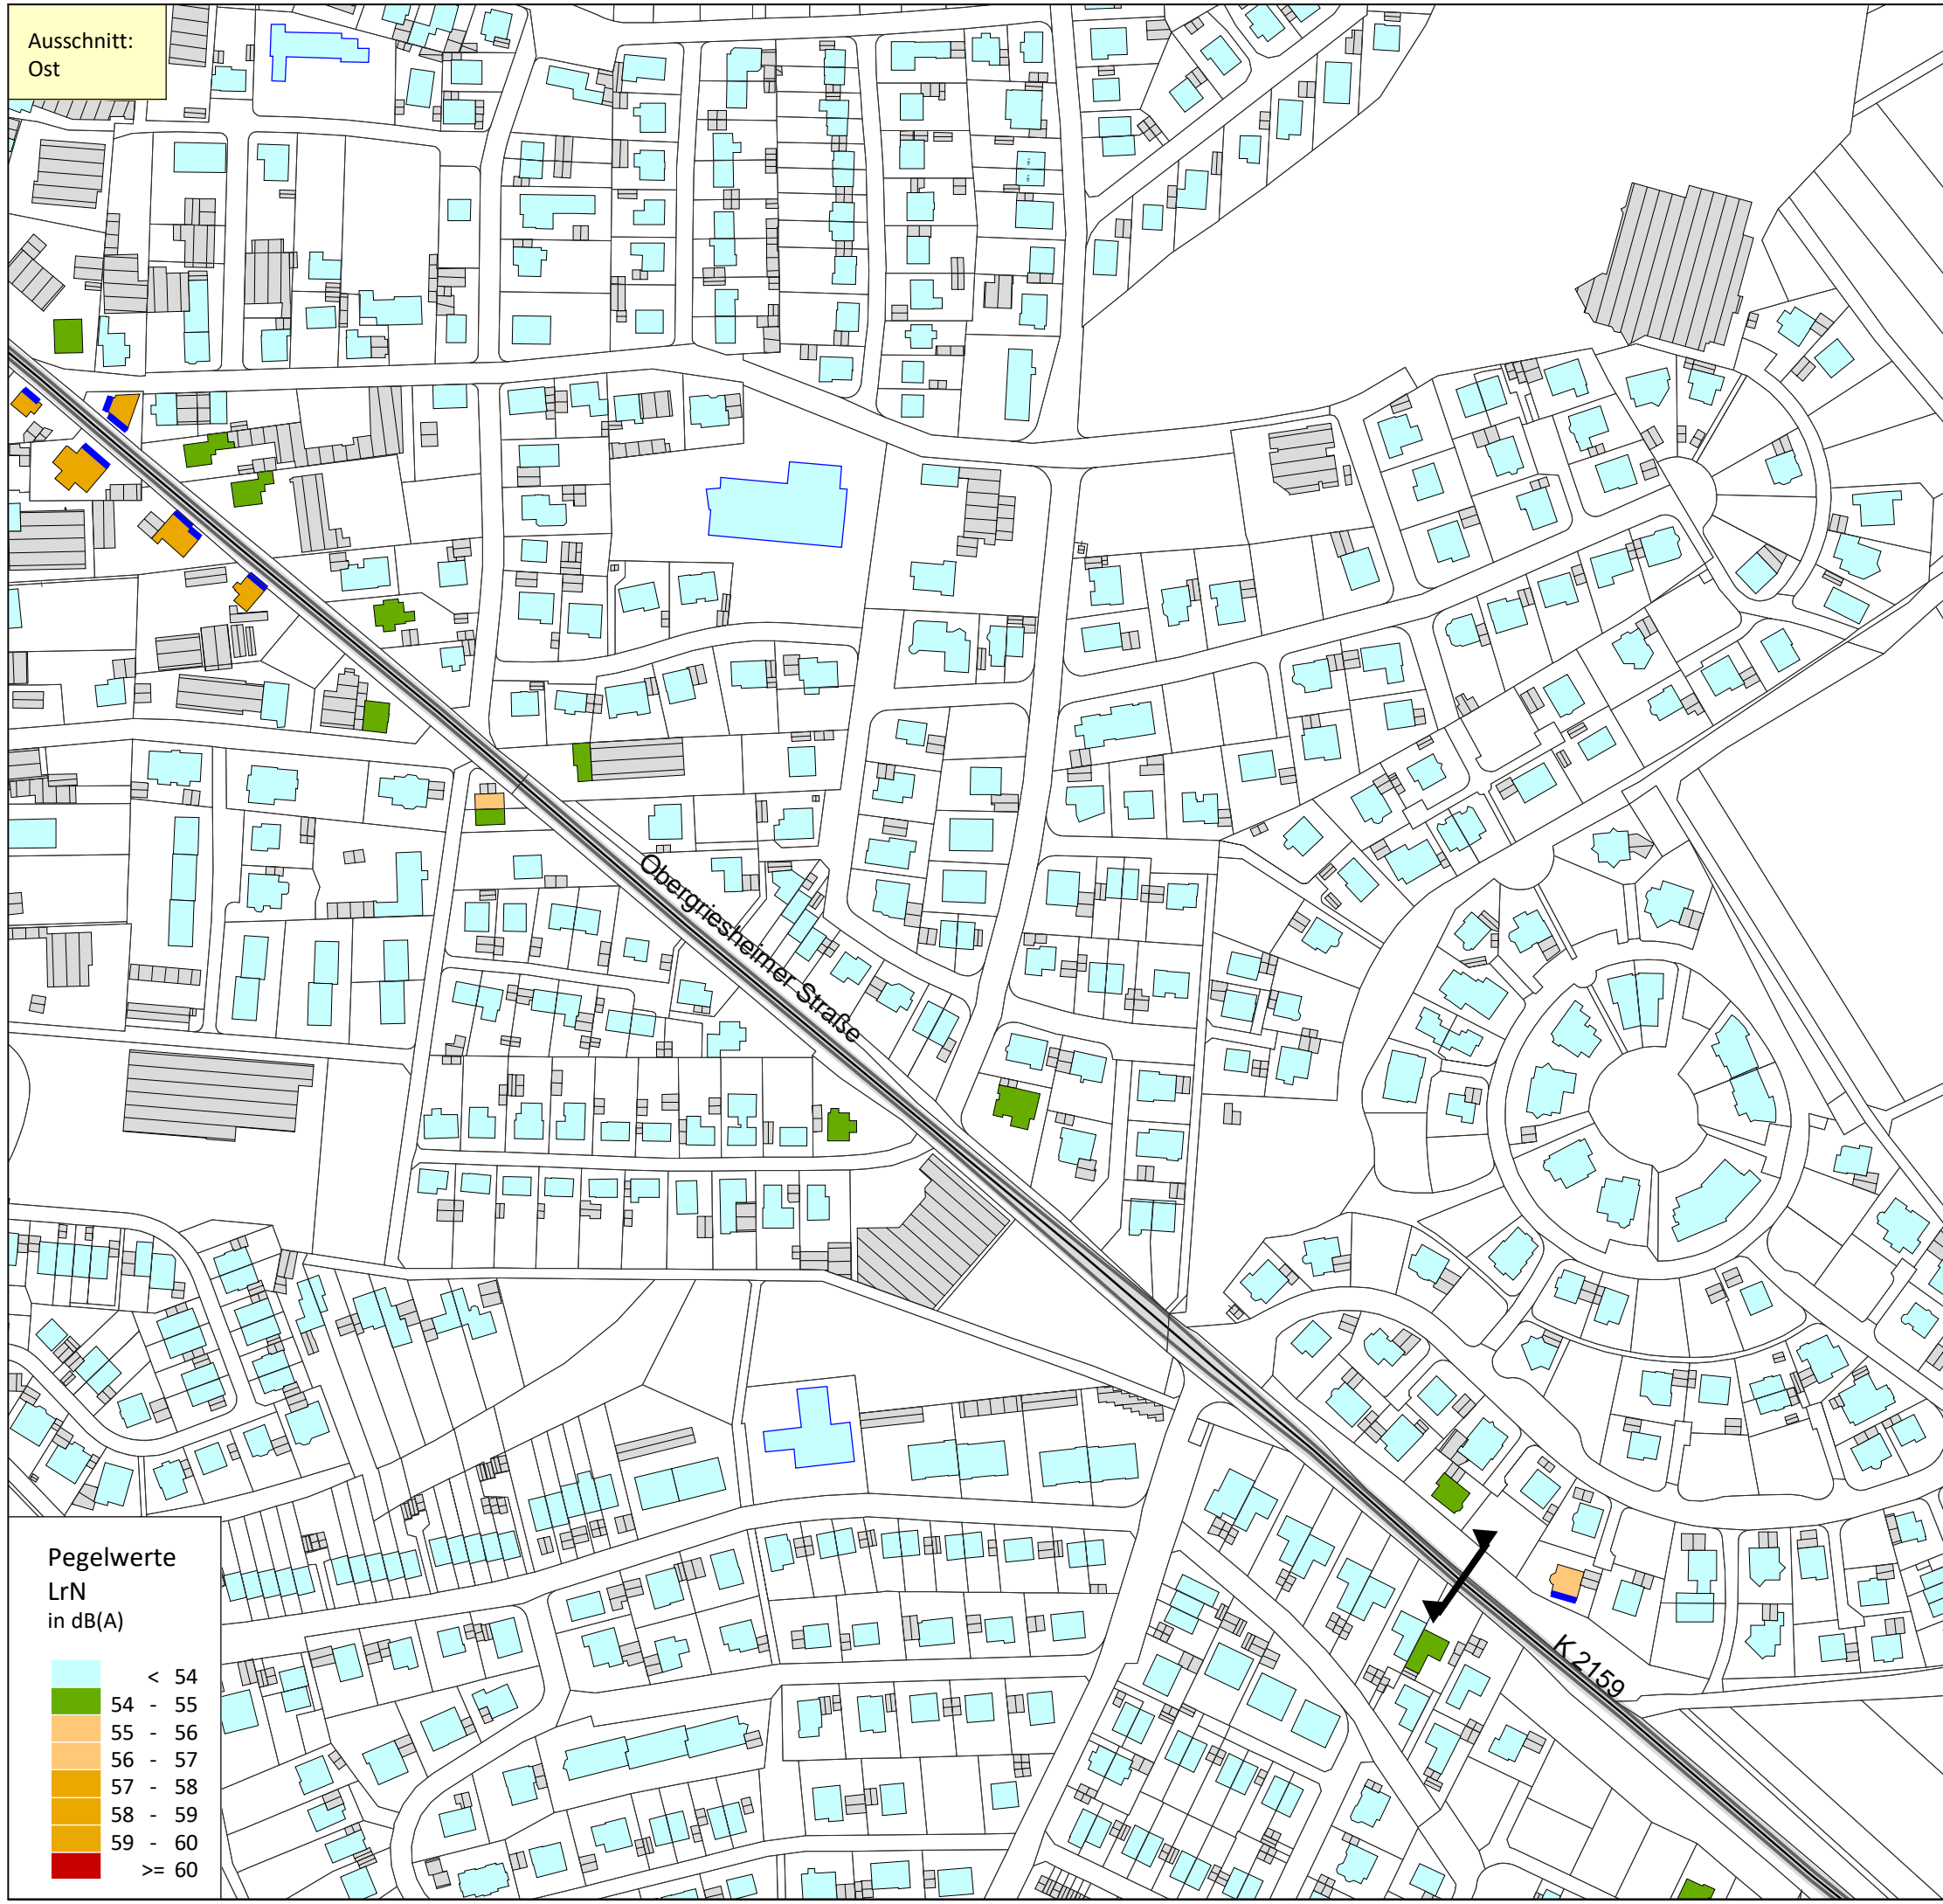 Ausschnitt:
Ost
Obergriesheimer Straße
K 2159
Pegelwerte
LrN
in dB(A)
< 54
54 - 55
55 - 56
56 - 57
57 - 58
58 - 59
59 - 60
>= 60